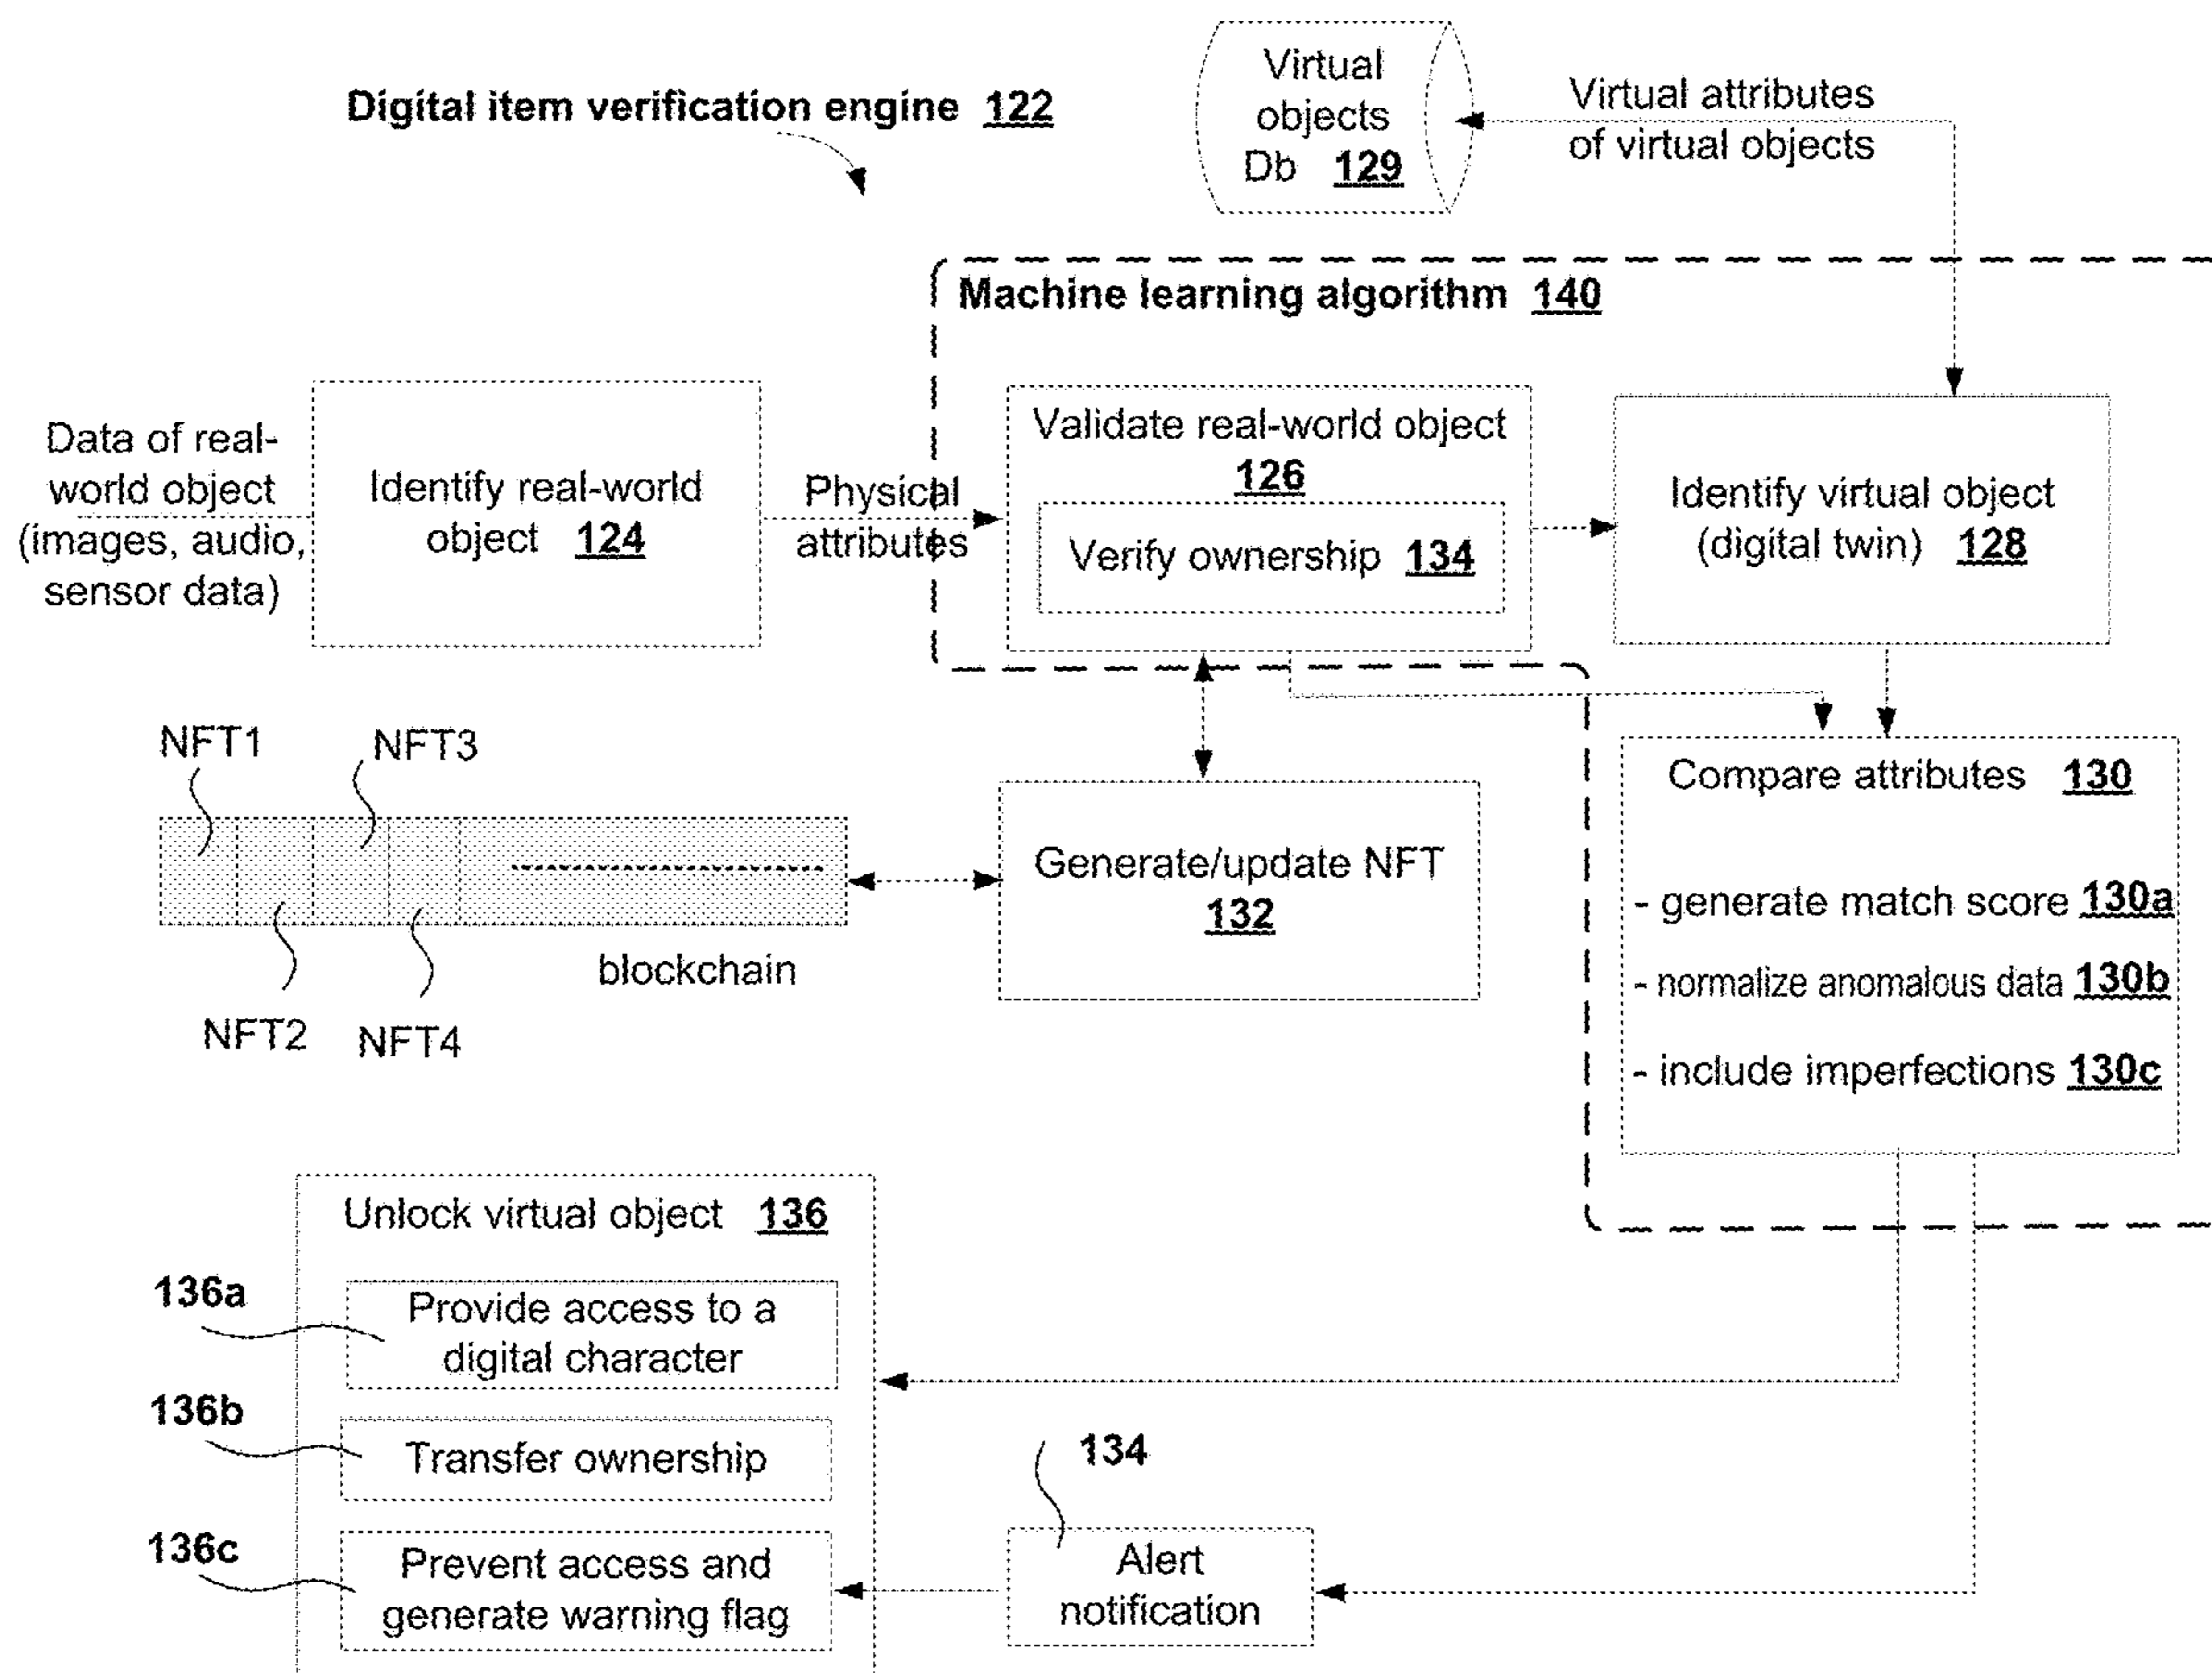 Digital item verification engine 122
Virtual
objects
Db 129
Virtual attributes
of virtual objects
Machine learning algorithm 140
Data of real-
world object
(images, audio,
sensor data)
Identify real-world
object 124
Physical
attributes
Validate real-world object
126
Verify ownership 134
Identify virtual object
(digital twin) 128
NFT1
NFT3
NFT2
NFT4
blockchain
Generate/update NFT
132
Compare attributes 130
- generate match score 130a
- normalize anomalous data 130b
- include imperfections 130c
Unlock virtual object 136
136a
Provide access to a
digital character
136b
Transfer ownership
136c
Prevent access and
generate warning flag
134
Alert
notification